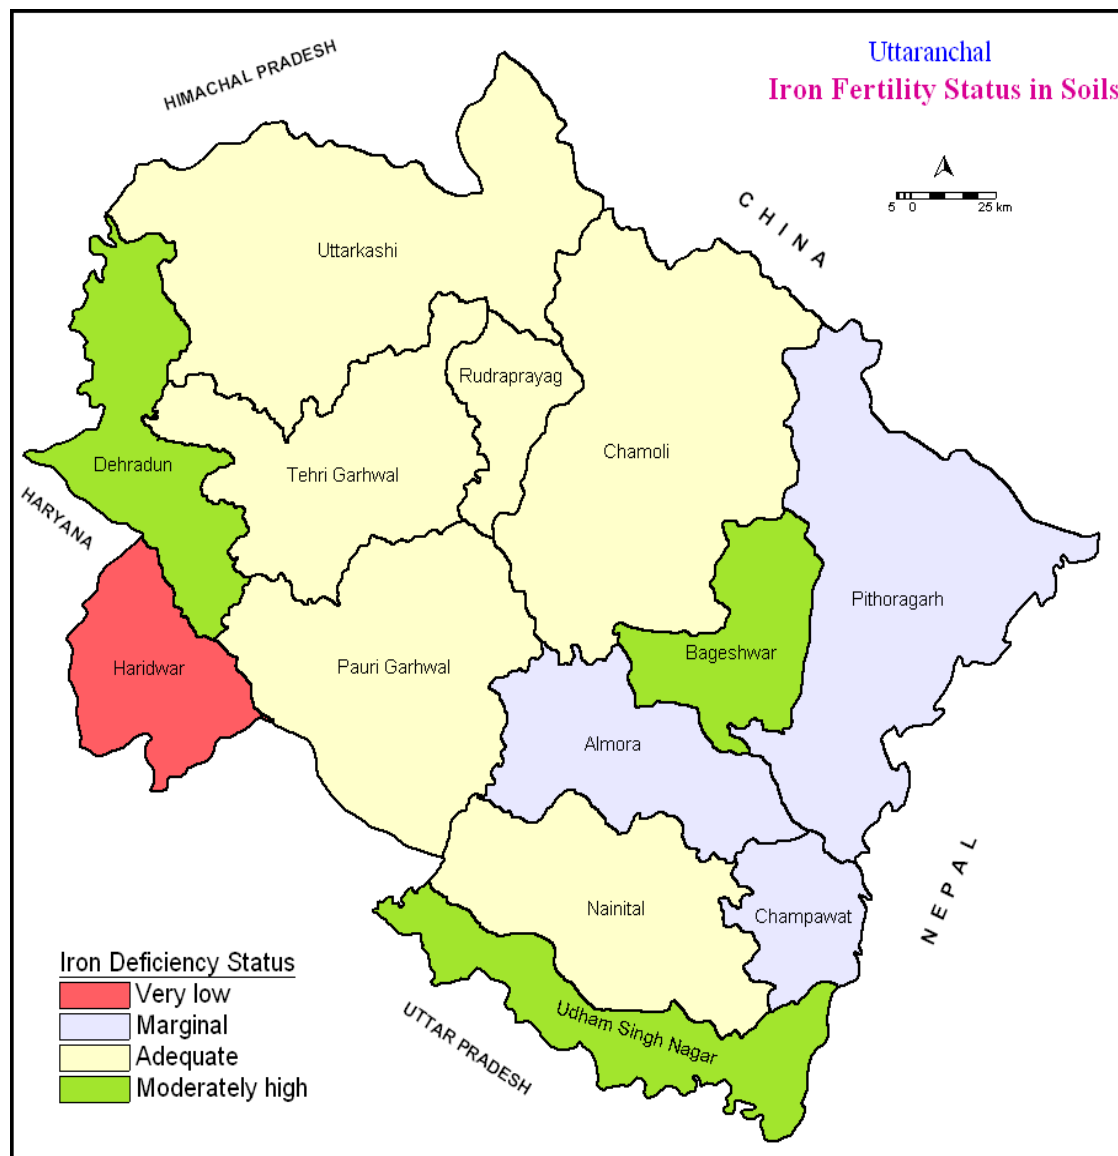 Uttaranchal
Iron Fertility Status in Soils
HIMACHAL PRADESH
5 0 25 km
CHINA
Uttarkashi
Rudraprayag
Chamoli
Dehradun
Tehri Garhwal
HARYANA
Pithoragarh
Bageshwar
Haridwar
Pauri Garhwal
Almora
NEPAL
Nainital
Champawat
Udham Singh Nagar
UTTAR PRADESH
Iron Deficiency Status
Very low
Marginal
Adequate
Moderately high